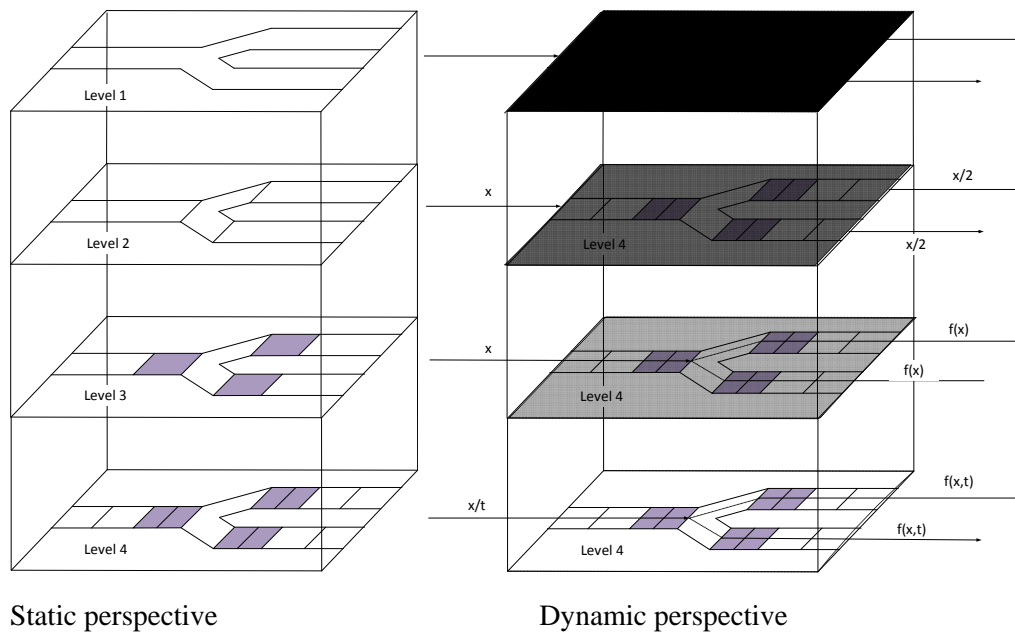 Level 1
Level 2
x
x/2
Level 4
x/2
Level 3
x
f(x)
Level 4
f(x)
Level 4
x/t
f(x,t)
Level 4
f(x,t)
Static perspective
Dynamic perspective